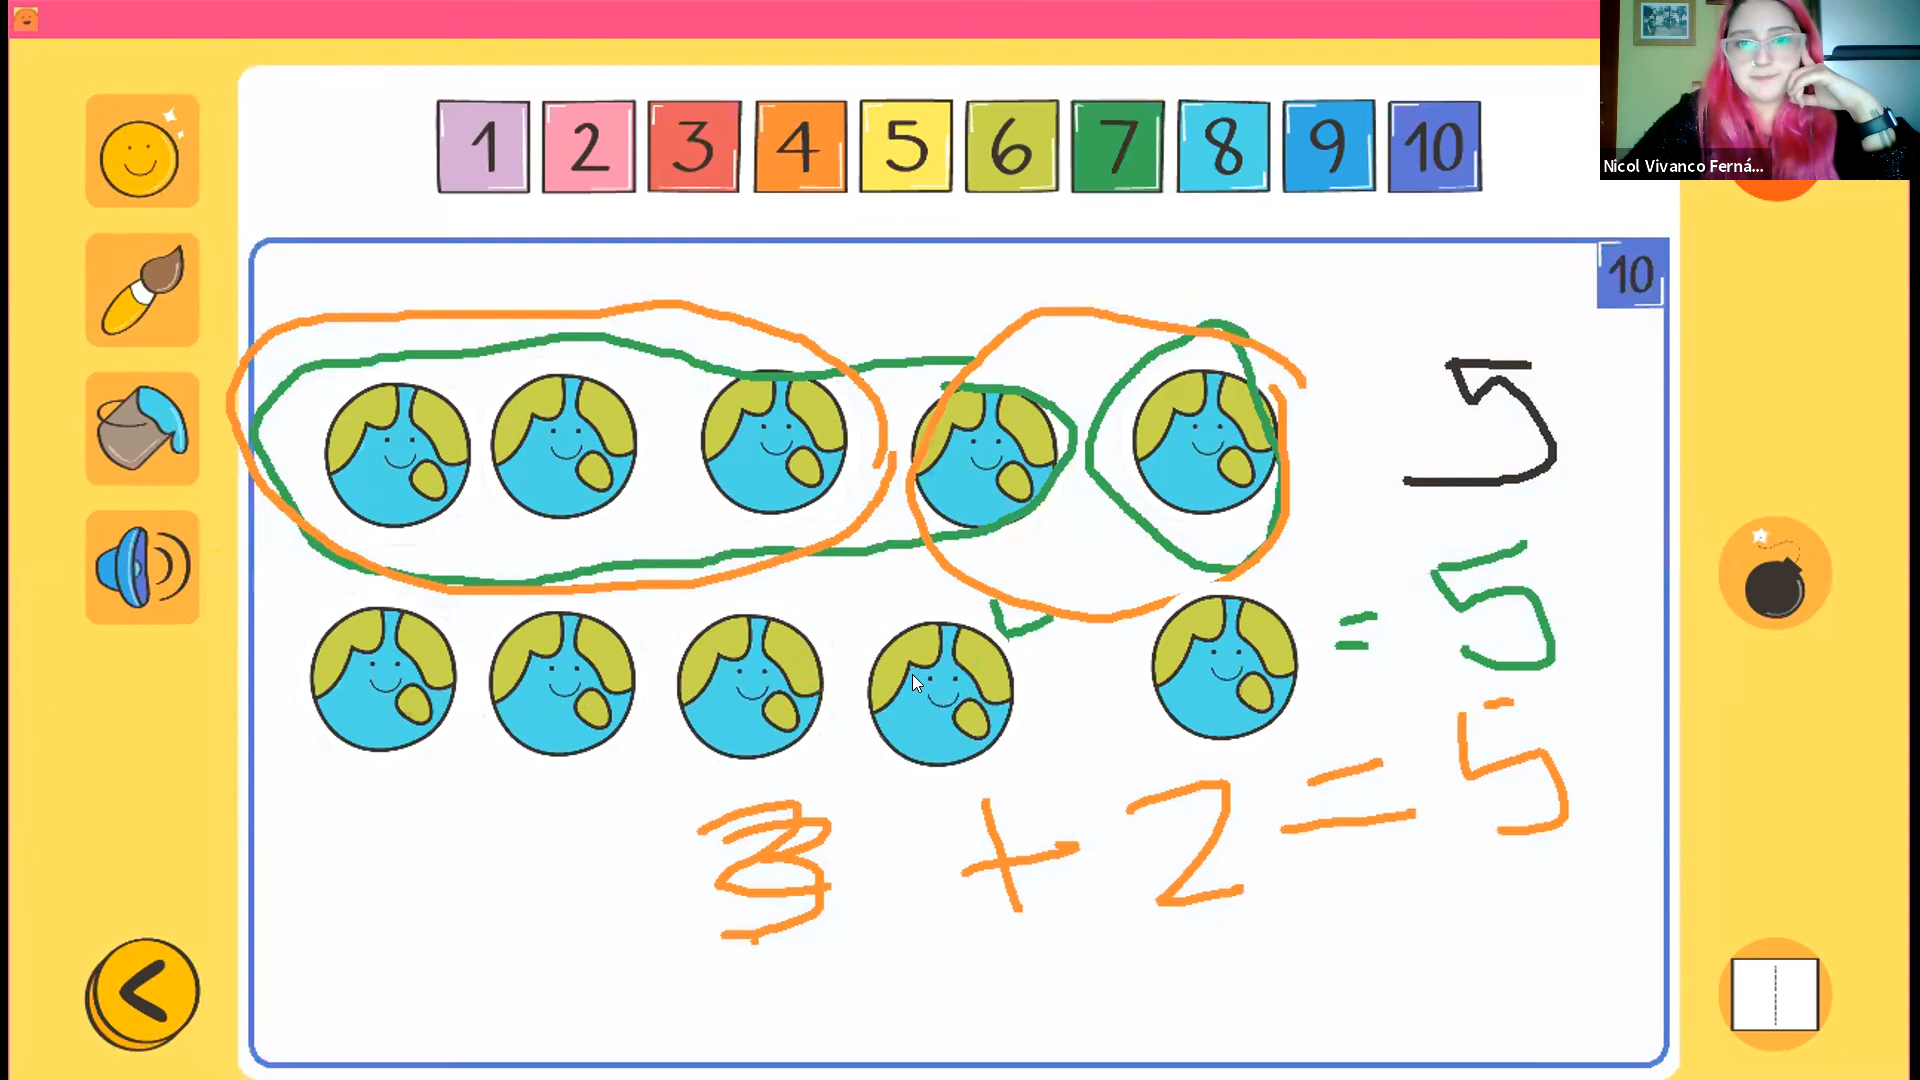 1 2 3 4 5 6 7 8 9 10
Nicol Vivanco Ferná...
10
5
= 5
3 + 2 = 5